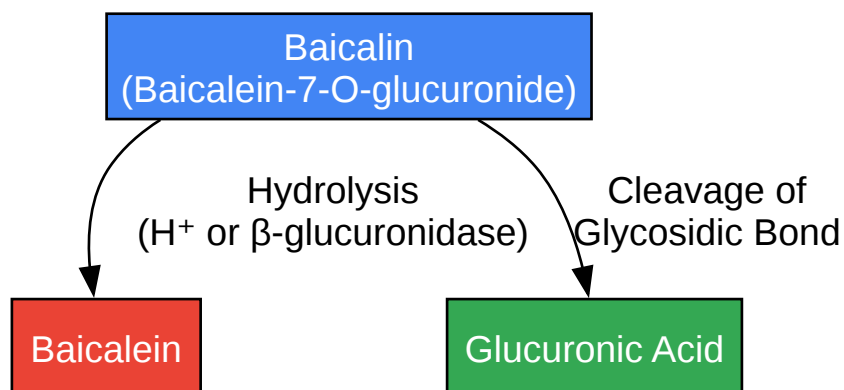 Baicalin
(Baicalein-7-O-glucuronide)
Hydrolysis
(H⁺ or β-glucuronidase)
Cleavage of
Glycosidic Bond
Baicalein
Glucuronic Acid